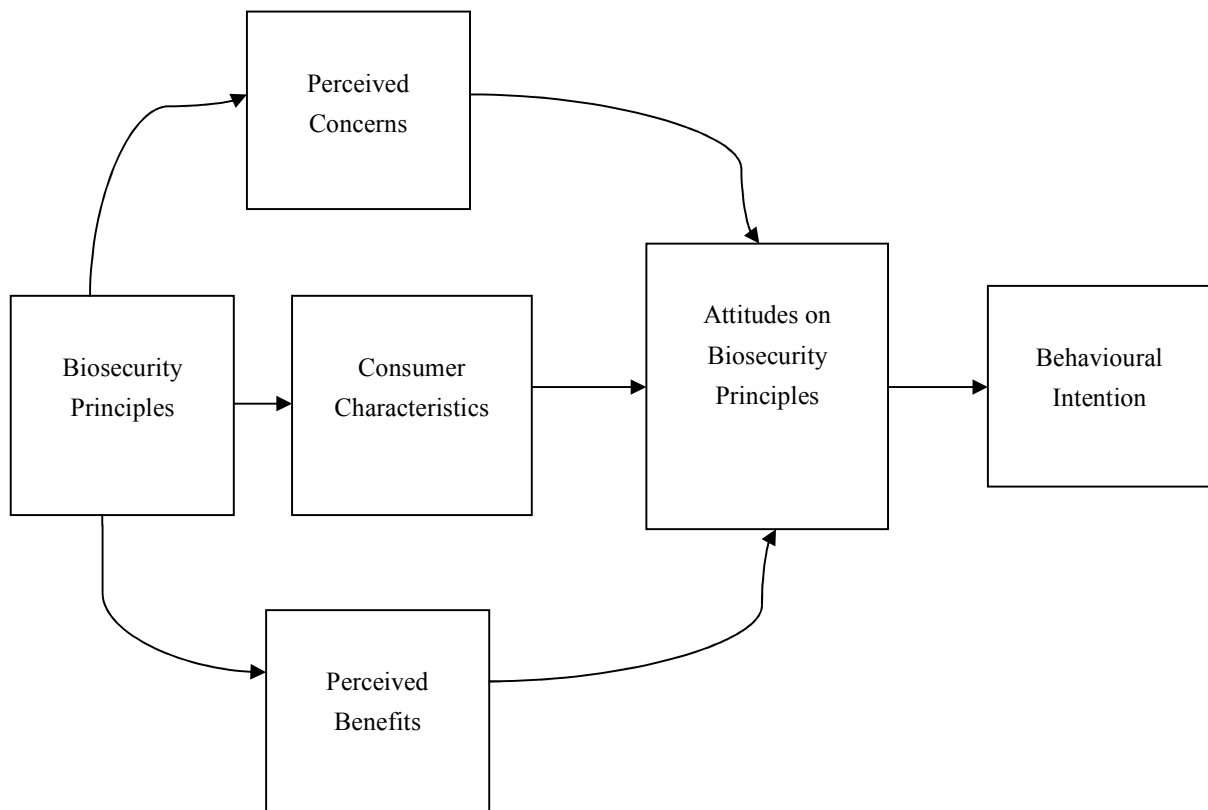 Perceived
Concerns
Biosecurity
Principles
Consumer
Characteristics
Attitudes on
Biosecurity
Principles
Behavioural
Intention
Perceived
Benefits